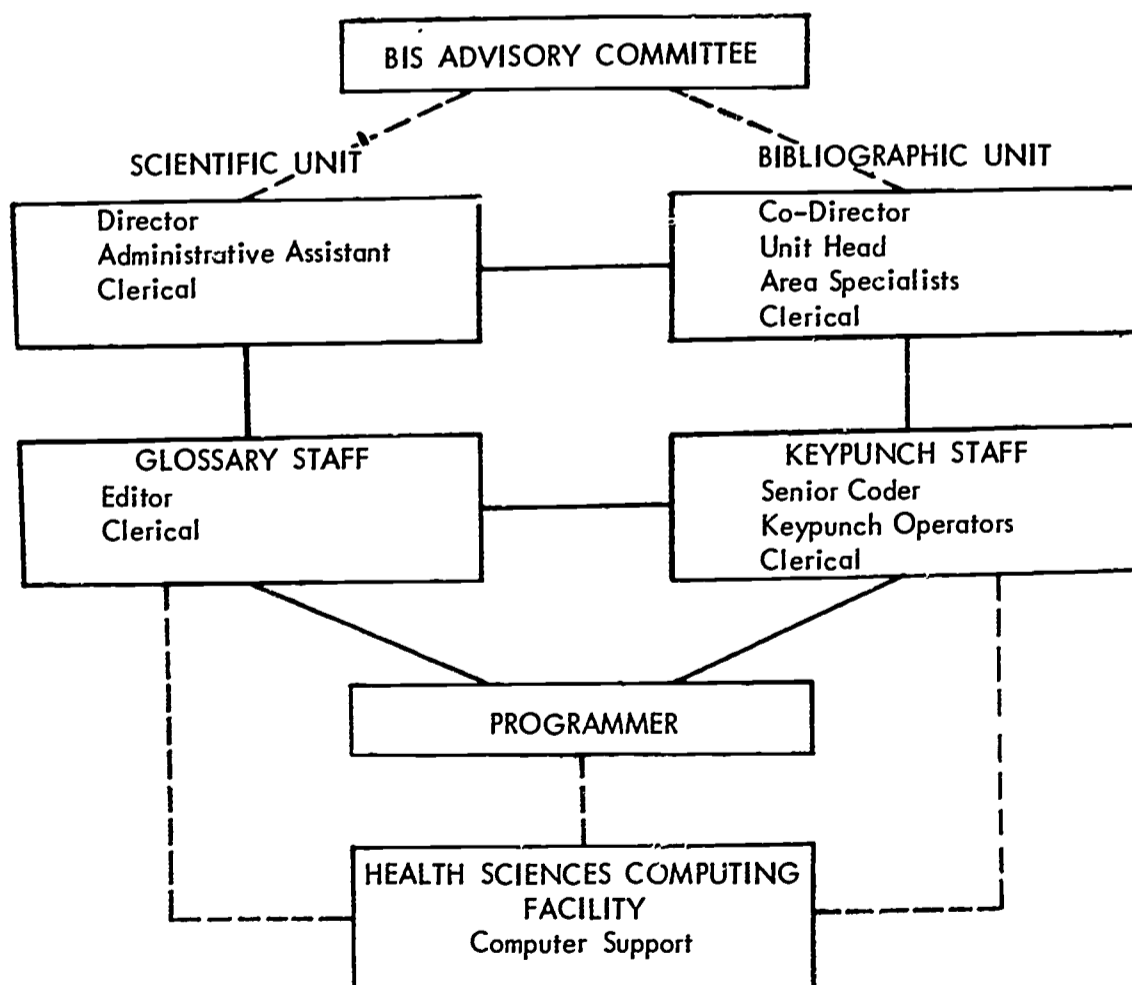 BIS ADVISORY COMMITTEE
SCIENTIFIC UNIT
Director
Administrative Assistant
Clerical
BIBLIOGRAPHIC UNIT
Co-Director
Unit Head
Area Specialists
Clerical
GLOSSARY STAFF
Editor
Clerical
KEYPUNCH STAFF
Senior Coder
Keypunch Operators
Clerical
PROGRAMMER
HEALTH SCIENCES COMPUTING
FACILITY
Computer Support